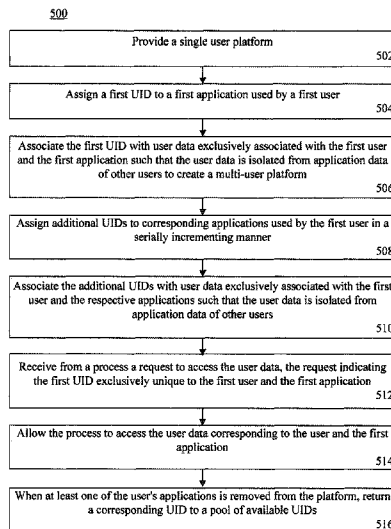 500
Provide a single user platform
502
Assign a first UID to a first application used by a first user
504
Associate the first UID with user data exclusively associated with the first user
and the first application such that the user data is isolated from application data
of other users to create a multi-user platform
506
Assign additional UIDs to corresponding applications used by the first user in a
serially incrementing manner
508
Associate the additional UIDs with user data exclusively associated with the first
user and the respective applications such that the user data is isolated from
application data of other users
510
Receive from a process a request to access the user data, the request indicating
the first UID exclusively unique to the first user and the first application
512
Allow the process to access the user data corresponding to the user and the first
application
514
When at least one of the user's applications is removed from the platform, return
a corresponding UID to a pool of available UIDs
516